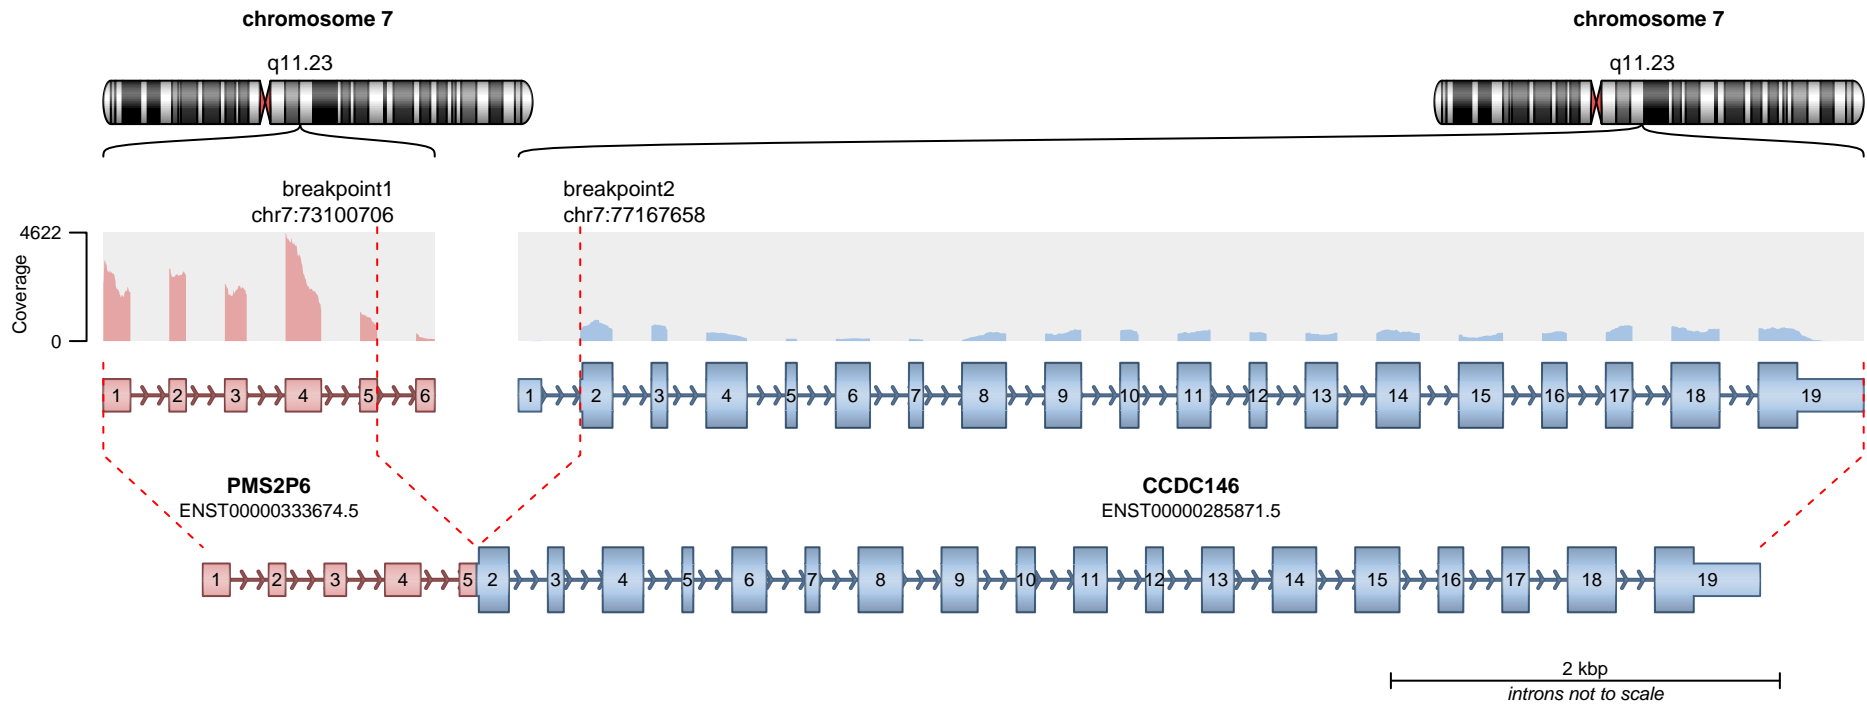 chromosome 7
chromosome 7
q11.23
q11.23
breakpoint1
chr7:73100706
breakpoint2
chr7:77167658
4622
0
Coverage
1 2 3 4 5 6
1 2 3 4 5 6 7 8 9 10 11 12 13 14 15 16 17 18 19
PMS2P6
ENST00000333674.5
CCDC146
ENST00000285871.5
1 2 3 4 5 2 3 4 5 6 7 8 9 10 11 12 13 14 15 16 17 18 19
2 kbp
introns not to scale